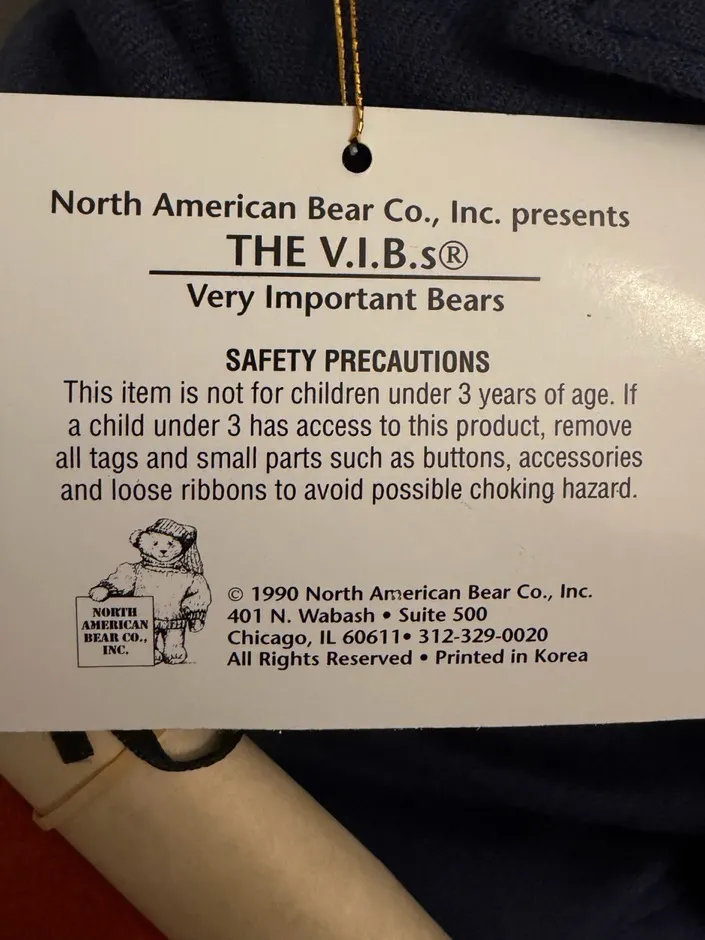 North American Bear Co., Inc. presents
THE V.I.B.s®
Very Important Bears
SAFETY PRECAUTIONS
This item is not for children under 3 years of age. If
a child under 3 has access to this product, remove
all tags and small parts such as buttons, accessories
and loose ribbons to avoid possible choking hazard.
NORTH
AMERICAN
BEAR CO.,
INC.
© 1990 North American Bear Co., Inc.
401 N. Wabash • Suite 500
Chicago, IL 60611• 312-329-0020
All Rights Reserved • Printed in Korea